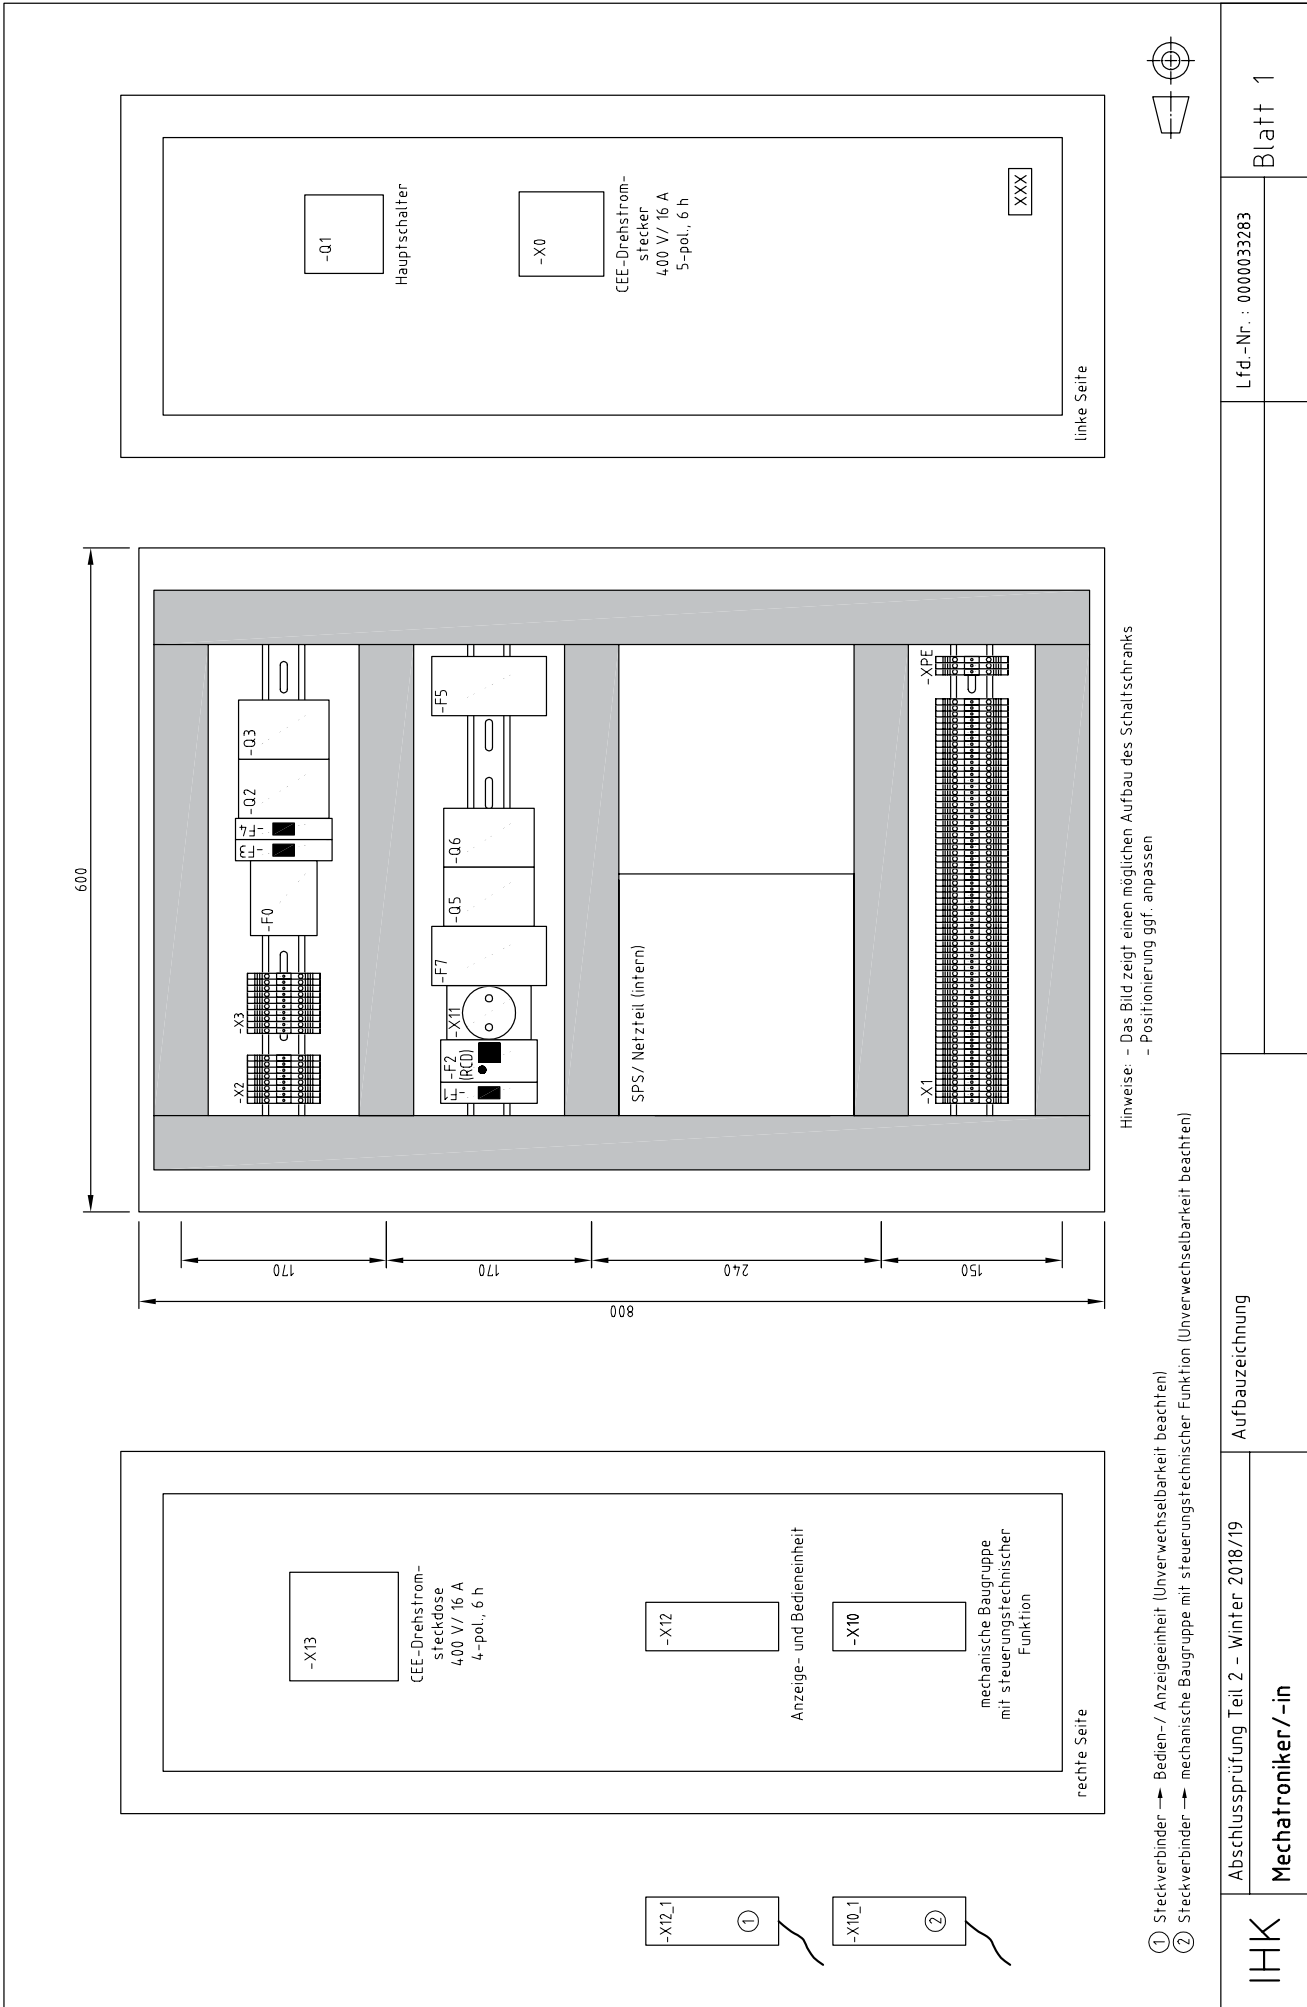 -X12_1
1
-X10_1
2
-X13
CEE-Drehstrom-
steckdose
400 V/ 16 A
4-pol., 6 h
-X12
Anzeige- und Bedieneinheit
-X10
mechanische Baugruppe
mit steuerungstechnischer
Funktion
rechte Seite
600
800
170
170
240
150
-X2
-X3
-F0
-F3
-F4
-Q2
-Q3
-F1
-F2
(RCD)
-X11
-F7
-Q5
-Q6
-F5
SPS/ Netzteil (intern)
-X1
-XPE
Hinweise: - Das Bild zeigt einen möglichen Aufbau des Schaltschranks
- Positionierung ggf. anpassen
-Q1
Hauptschalter
-X0
CEE-Drehstrom-
stecker
400 V/ 16 A
5-pol., 6 h
XXX
linke Seite
1 Steckverbinder → Bedien-/ Anzeigeeinheit (Unverwechselbarkeit beachten)
2 Steckverbinder → mechanische Baugruppe mit steuerungstechnischer Funktion (Unverwechselbarkeit beachten)
IHK
Abschlussprüfung Teil 2 - Winter 2018/19
Mechatroniker/-in
Aufbauzeichnung
Lfd.-Nr. : 0000033283
Blatt 1